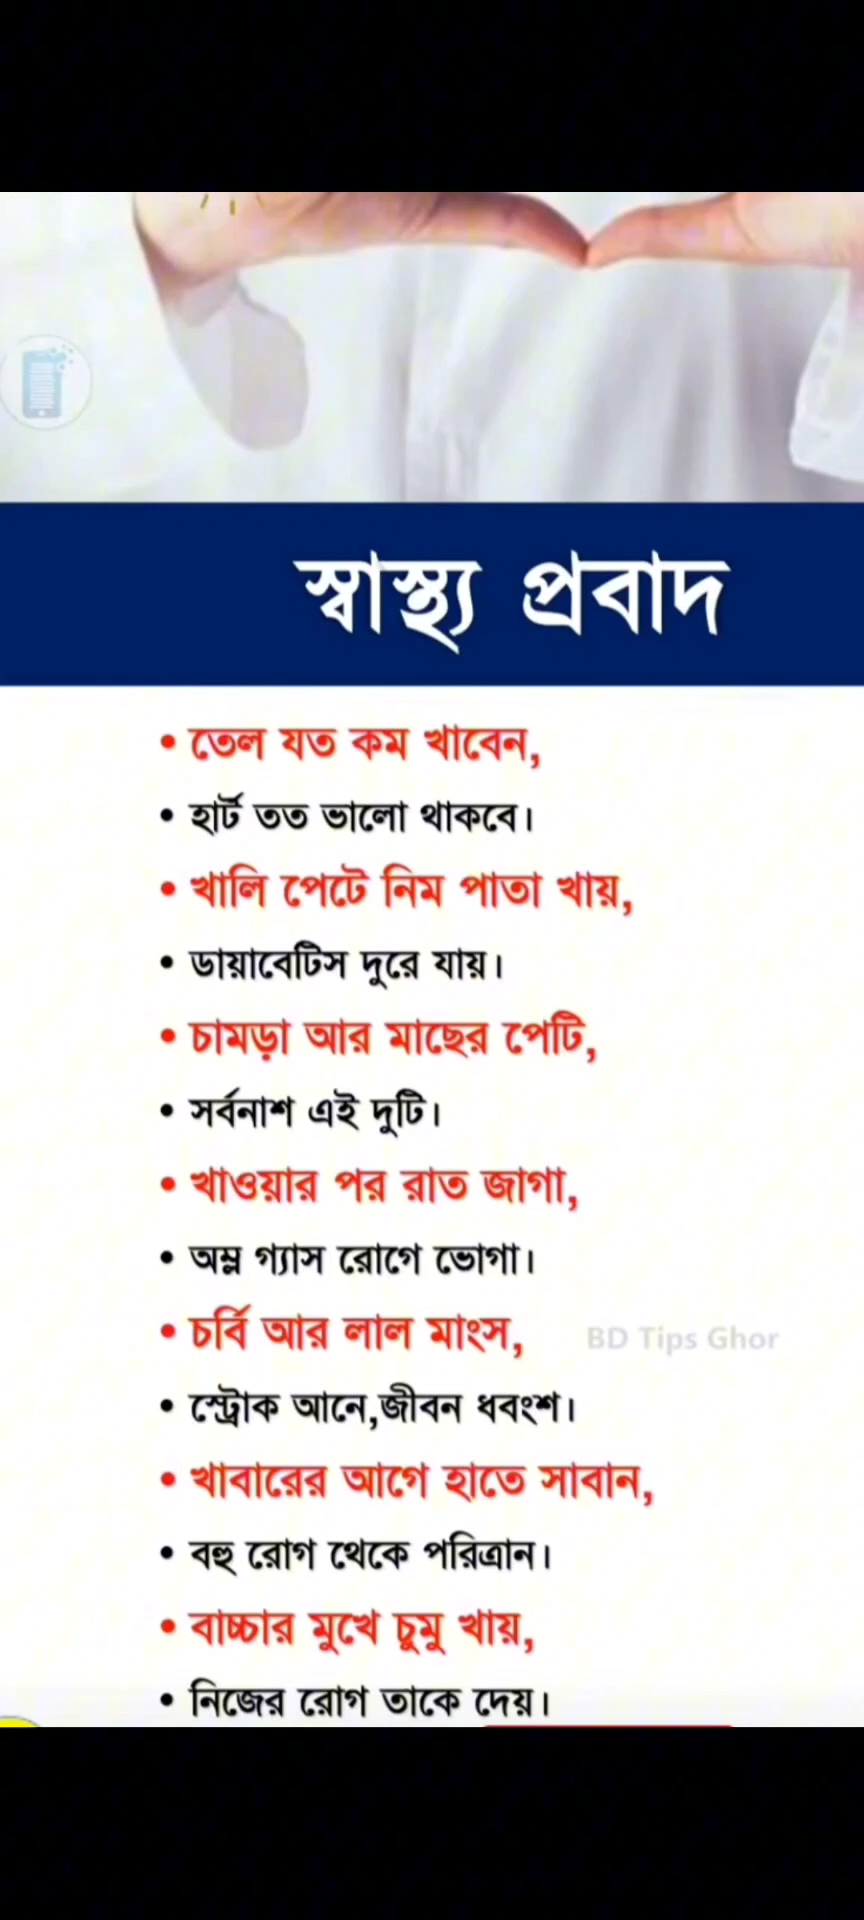 স্বাস্থ্য প্রবাদ
• তেল যত কম খাবেন,
• হার্ট তত ভালো থাকবে।
• খালি পেটে নিম পাতা খায়,
• ডায়াবেটিস দুরে যায়।
• চামড়া আর মাছের পেটি,
• সর্বনাশ এই দুটি।
• খাওয়ার পর রাত জাগা,
• অম্ল গ্যাস রোগে ভোগা।
• চর্বি আর লাল মাংস,
BD Tips Ghor
• স্ট্রোক আনে,জীবন ধবংশ।
• খাবারের আগে হাতে সাবান,
• বহু রোগ থেকে পরিত্রান।
• বাচ্চার মুখে চুমু খায়,
• নিজের রোগ তাকে দেয়।